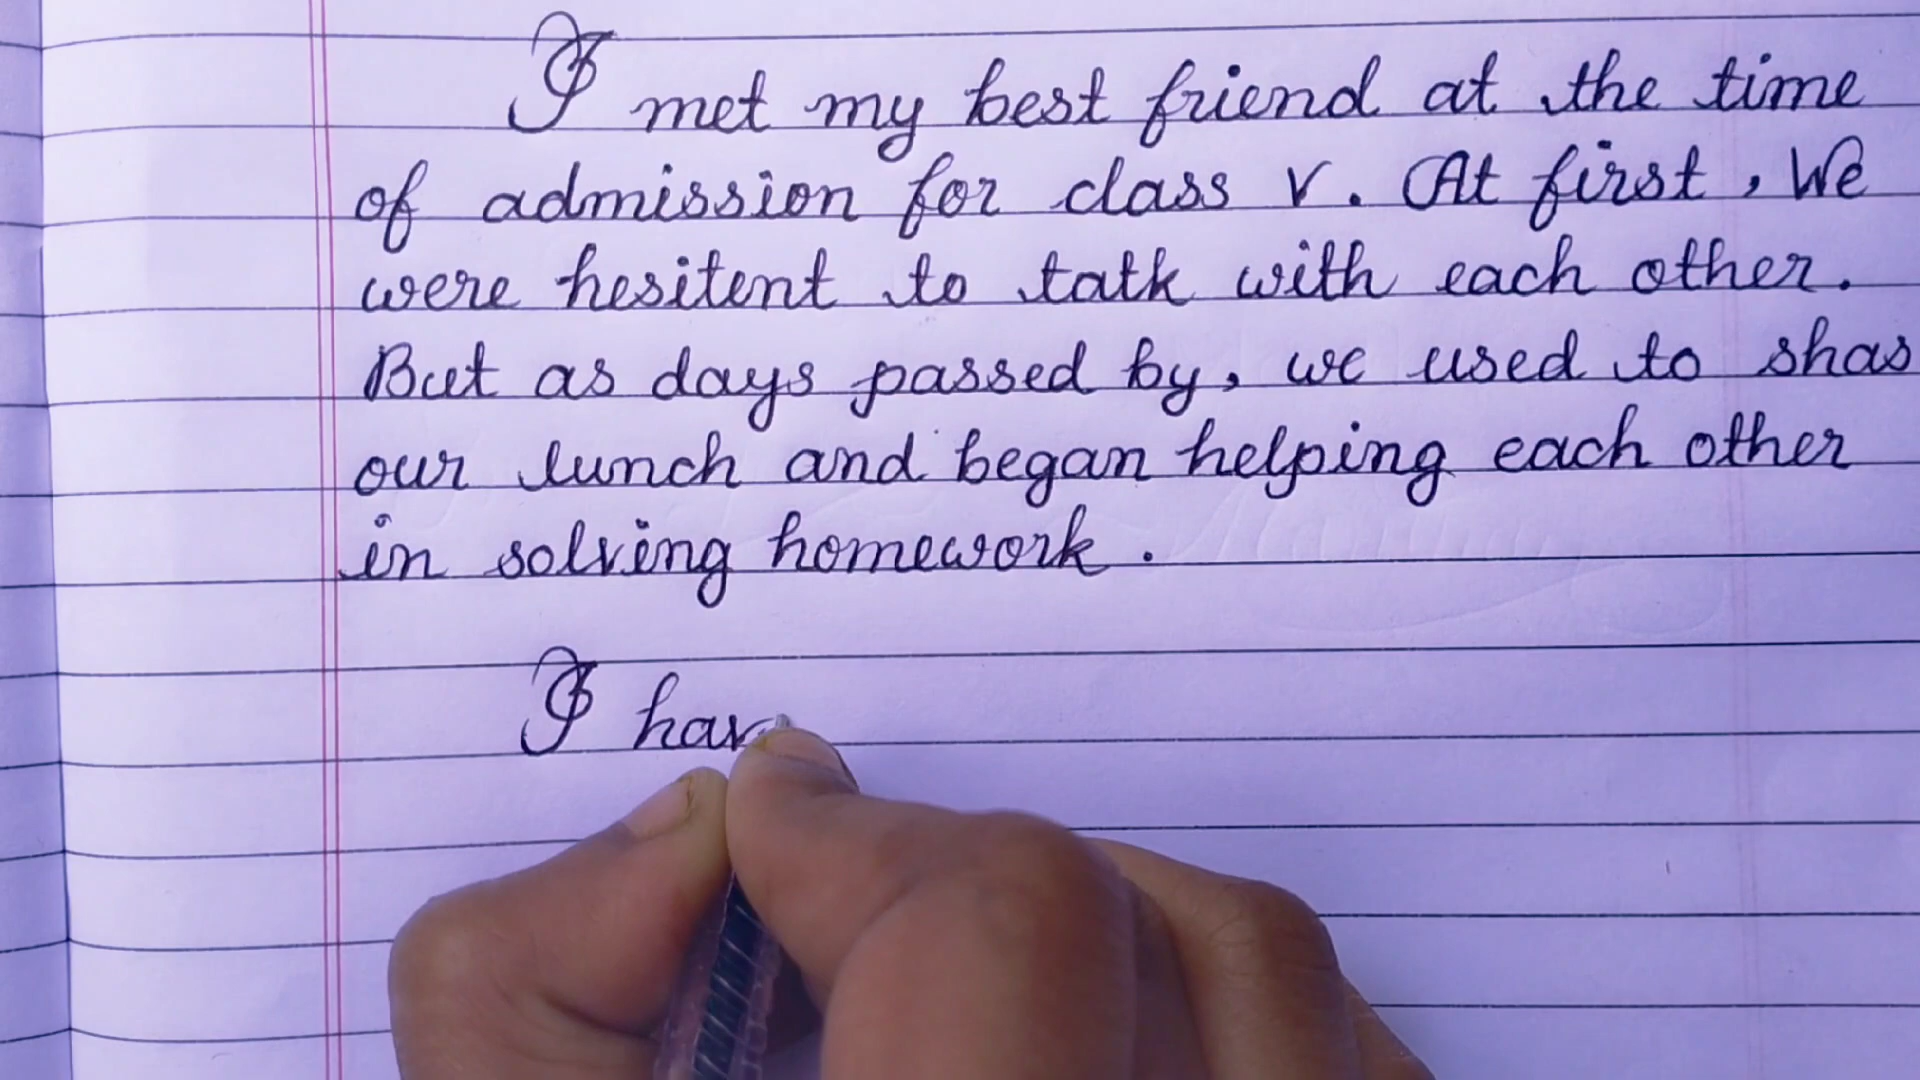 I met my best friend at the time
of admission for class V. At first, We
were hesitent to talk with each other.
But as days passed by, we used to shar
our lunch and began helping each other
in solving homework.
I hav